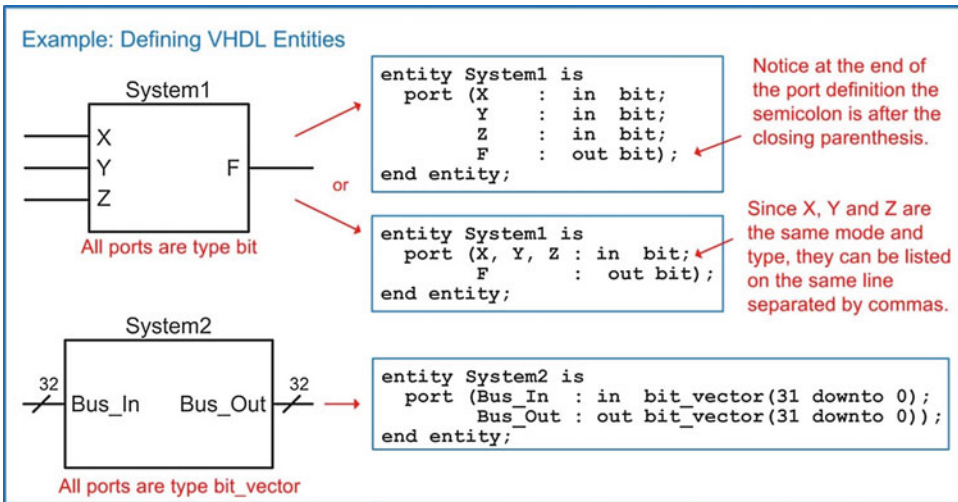 Example: Defining VHDL Entities
System1
X
Y
Z
F
All ports are type bit
or
entity System1 is
port (X : in bit;
Y : in bit;
Z : in bit;
F : out bit);
end entity;
Notice at the end of
the port definition the
semicolon is after the
closing parenthesis.
entity System1 is
port (X, Y, Z : in bit;
F : out bit);
end entity;
Since X, Y and Z are
the same mode and
type, they can be listed
on the same line
separated by commas.
System2
32
Bus_In
Bus_Out
32
All ports are type bit_vector
entity System2 is
port (Bus_In : in bit_vector(31 downto 0);
Bus_Out : out bit_vector(31 downto 0));
end entity;